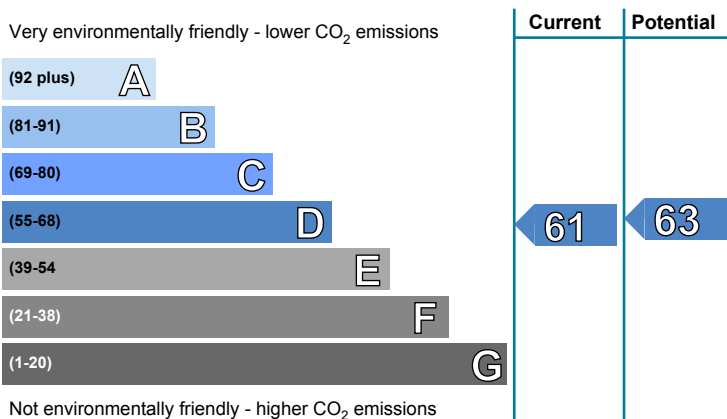 Current Potential
Very environmentally friendly - lower CO2 emissions
(92 plus) A
(81-91) B
(69-80) C
(55-68) D 61 63
(39-54 E
(21-38) F
(1-20) G
Not environmentally friendly - higher CO2 emissions